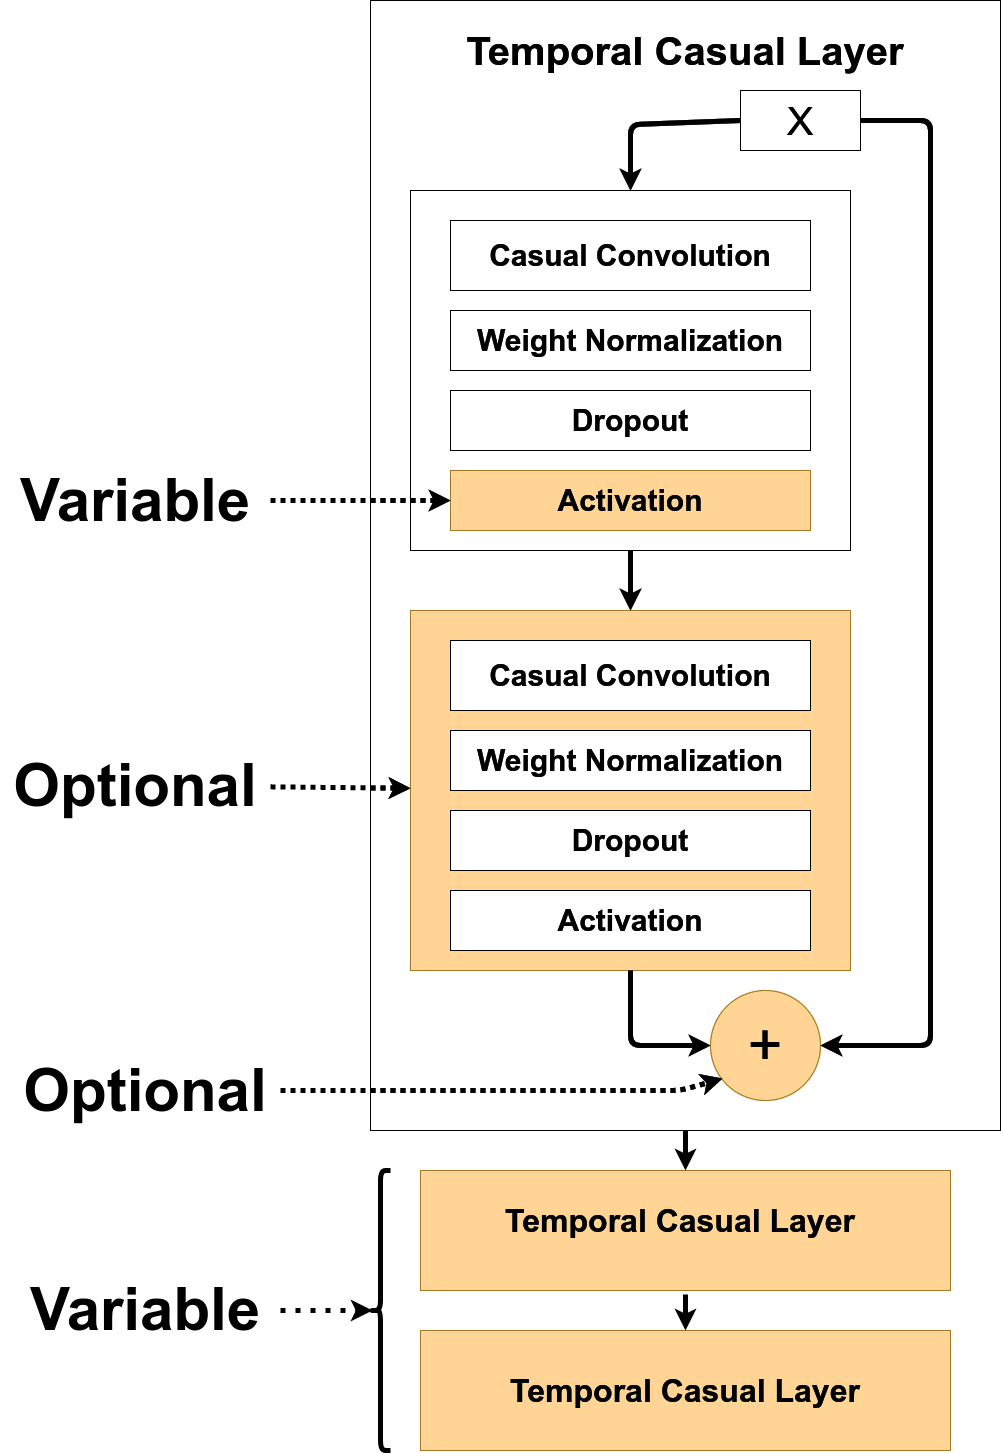 Temporal Casual Layer
X
Casual Convolution
Weight Normalization
Dropout
Variable
Activation
Casual Convolution
Weight Normalization
Optional
Dropout
Activation
+
Optional
Temporal Casual Layer
Variable
Temporal Casual Layer